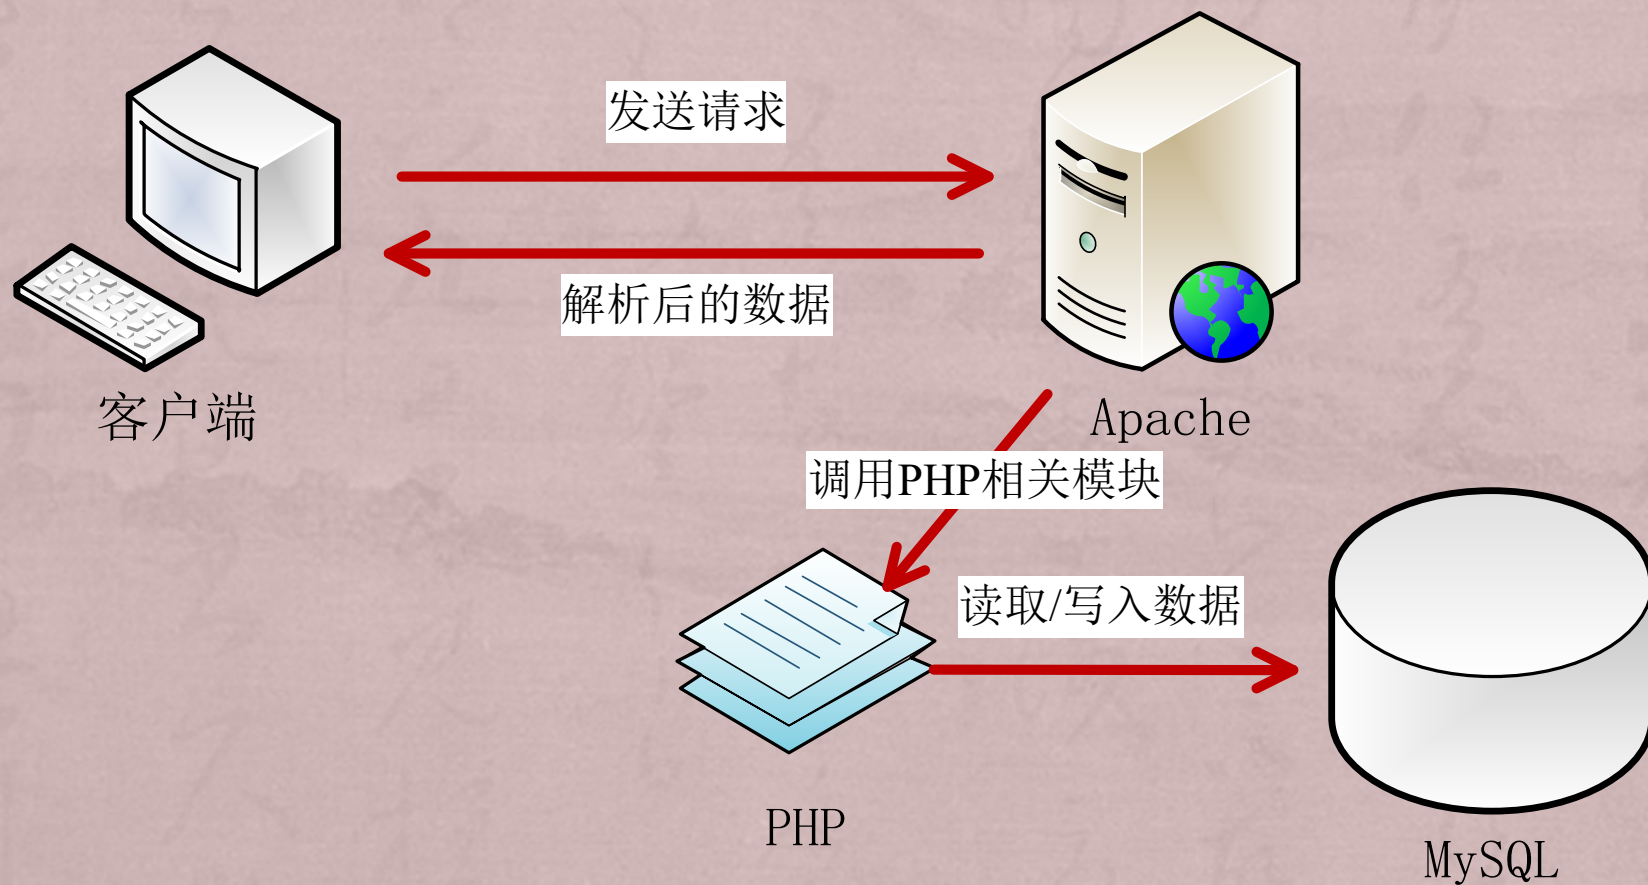 发送请求
解析后的数据
客户端
Apache
调用PHP相关模块
读取/写入数据
PHP
MySQL